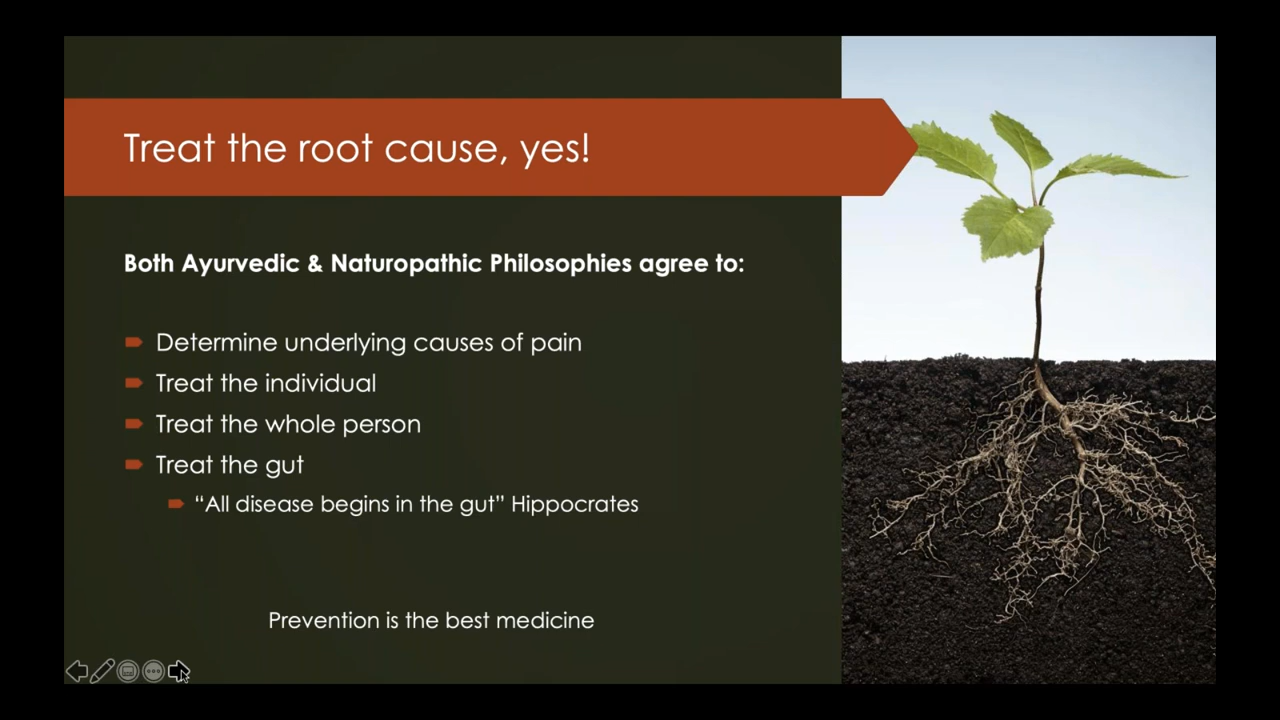 Treat the root cause, yes!
Both Ayurvedic & Naturopathic Philosophies agree to:
Determine underlying causes of pain
Treat the individual
Treat the whole person
Treat the gut
“All disease begins in the gut” Hippocrates
Prevention is the best medicine